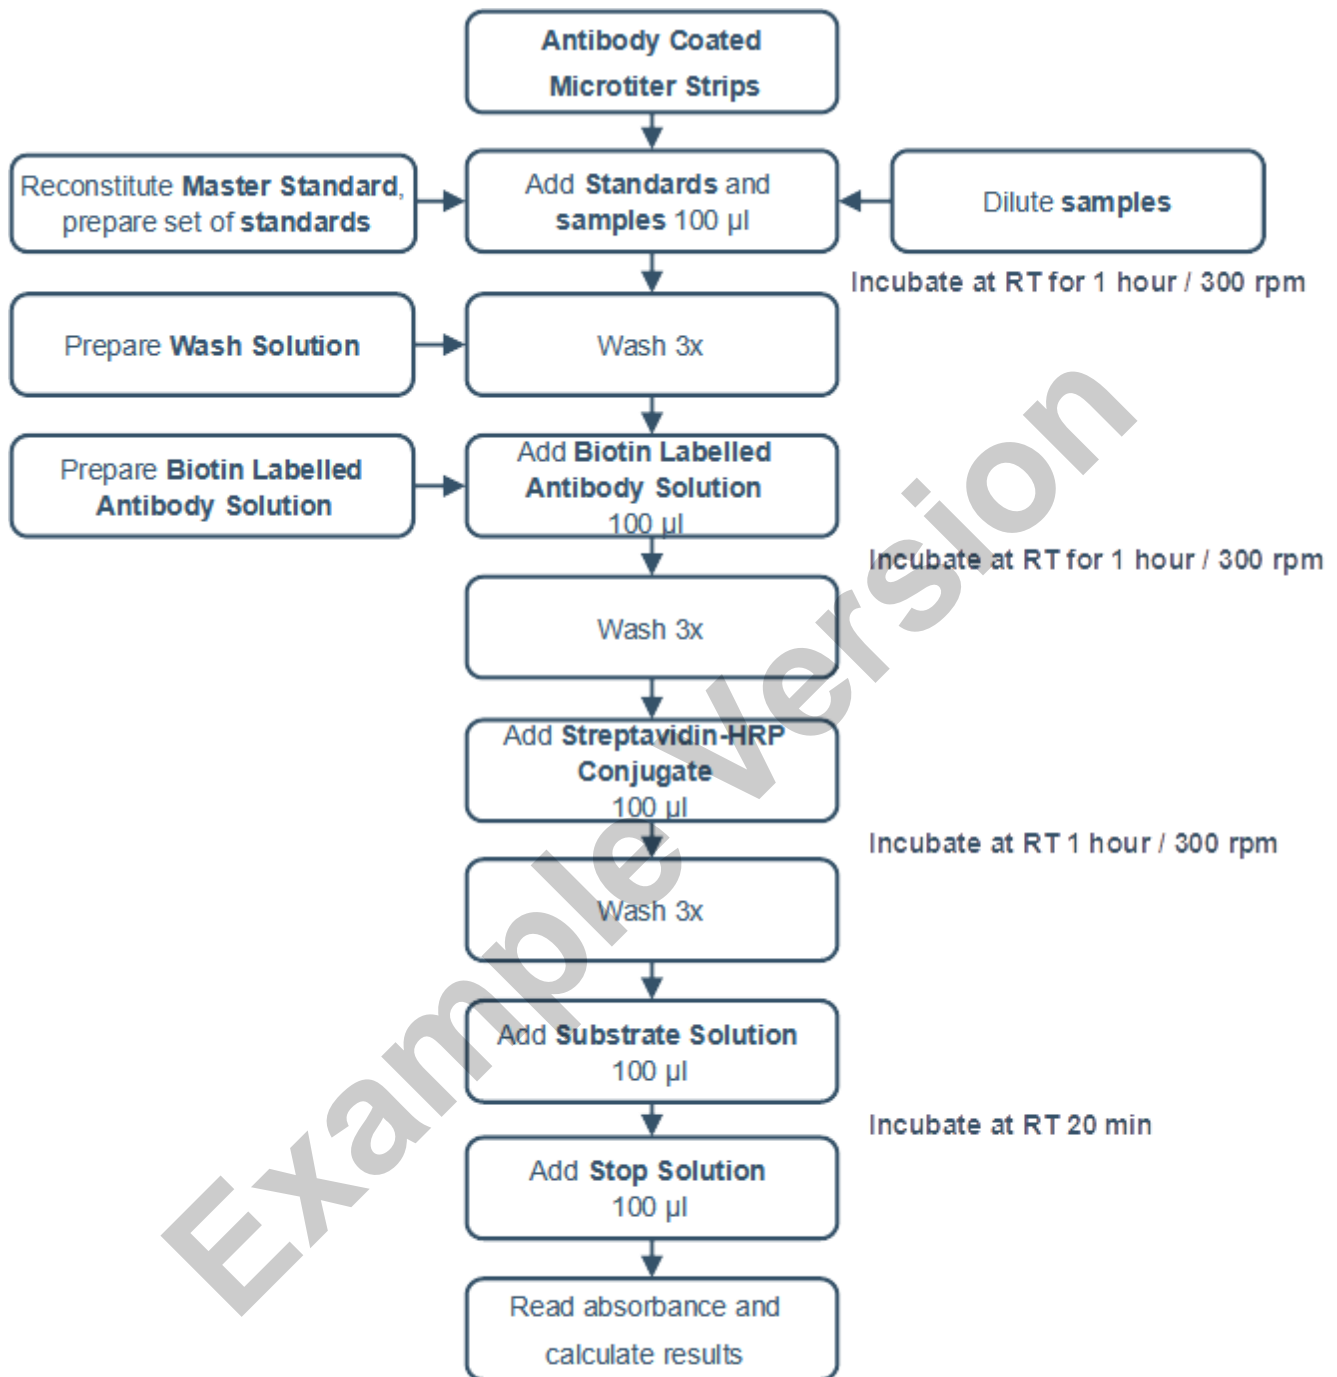 Antibody Coated
Microtiter Strips
Reconstitute Master Standard,
prepare set of standards
Add Standards and
samples 100 µl
Dilute samples
Incubate at RT for 1 hour / 300 rpm
Prepare Wash Solution
Wash 3x
Prepare Biotin Labelled
Antibody Solution
Add Biotin Labelled
Antibody Solution
100 µl
Incubate at RT for 1 hour / 300 rpm
Wash 3x
Add Streptavidin-HRP
Conjugate
100 µl
Incubate at RT 1 hour / 300 rpm
Wash 3x
Add Substrate Solution
100 µl
Incubate at RT 20 min
Add Stop Solution
100 µl
Read absorbance and
calculate results
Example Version